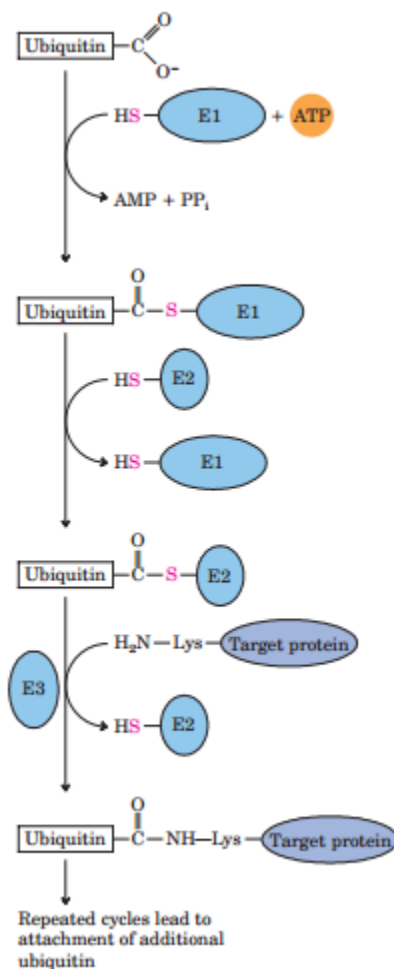 O
Ubiquitin—C
O⁻
HS—E1 + ATP
AMP + PPᵢ
O
Ubiquitin—C—S—E1
HS—E2
HS—E1
O
Ubiquitin—C—S—E2
H₂N—Lys—Target protein
E3
HS—E2
O
Ubiquitin—C—NH—Lys—Target protein
Repeated cycles lead to
attachment of additional
ubiquitin